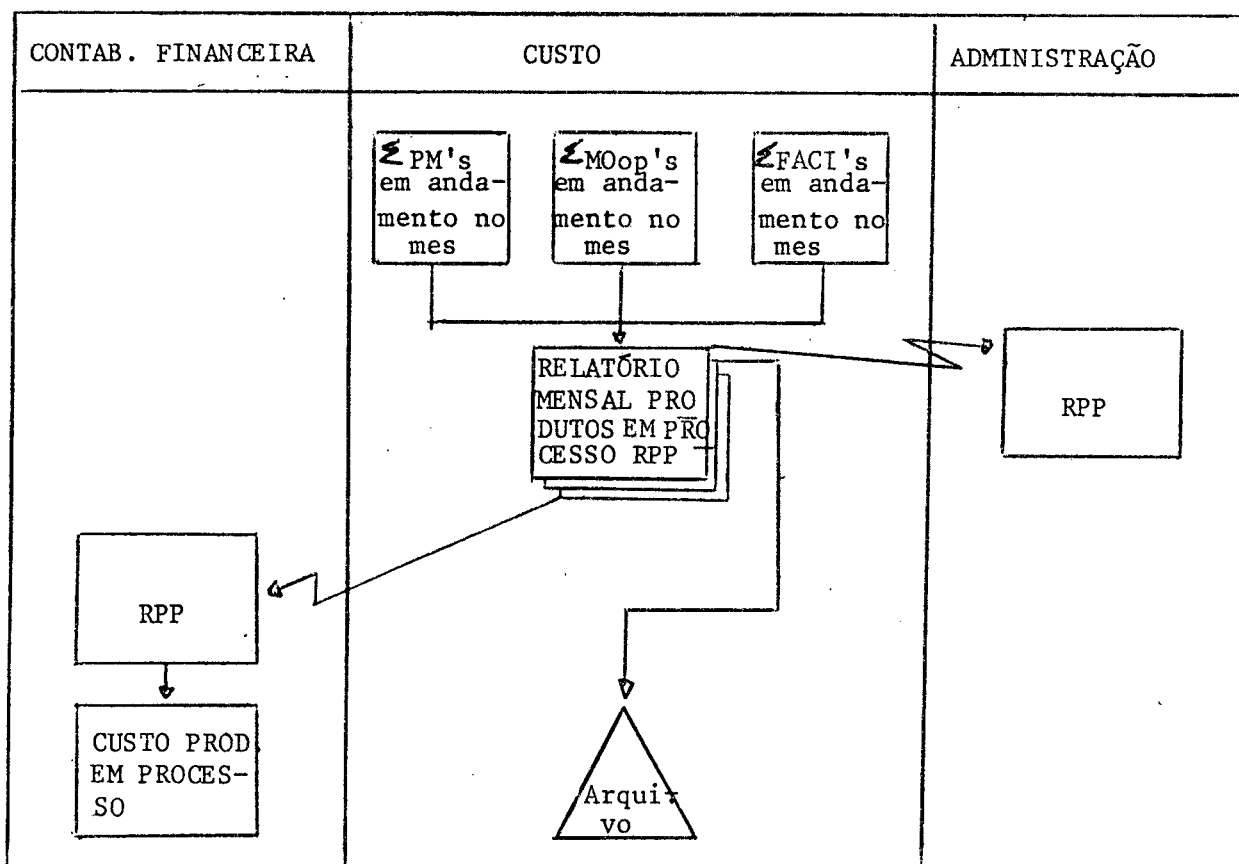 CONTAB. FINANCEIRA
CUSTO
ADMINISTRAÇÃO
ΣPM's
em anda-
mento no
mes
ΣMOop's
em anda-
mento no
mes
ΣFACI's
em anda-
mento no
mes
RELATÓRIO
MENSAL PRO
DUTOS EM PRO
CESSO RPP
RPP
RPP
CUSTO PROD
EM PROCES-
SO
Arqui-
vo